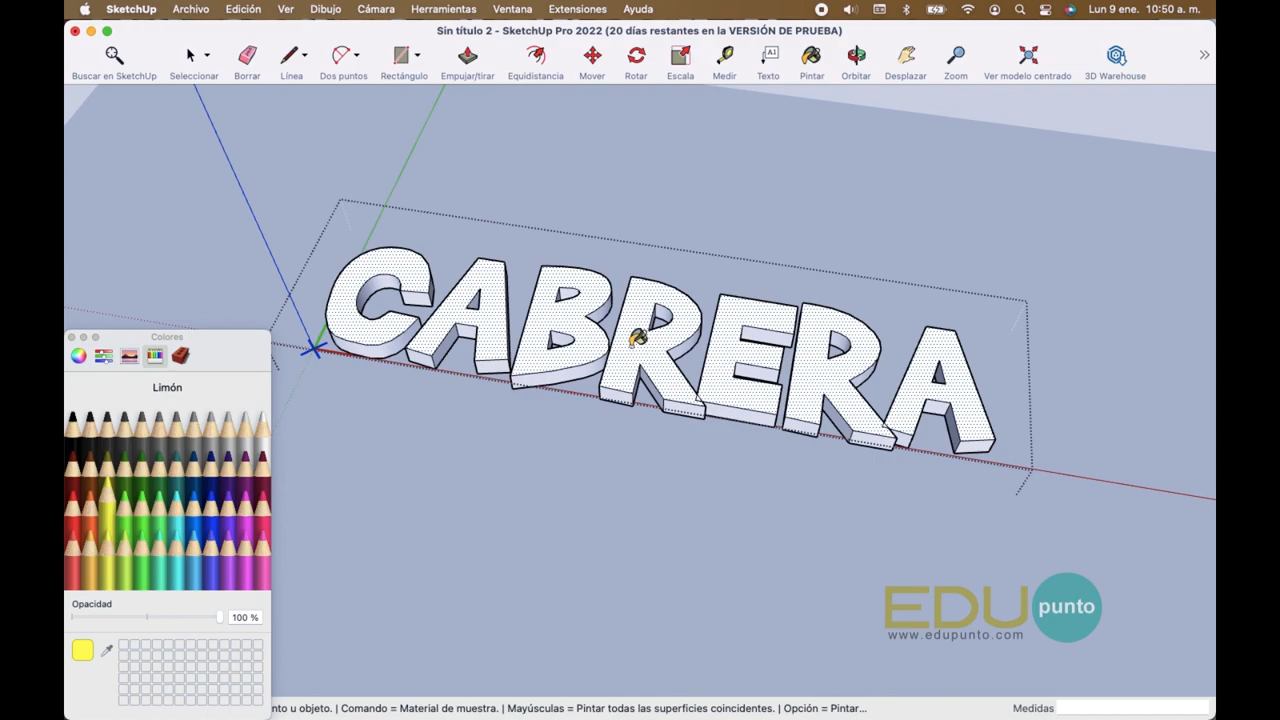 SketchUp Archivo Edición Ver Dibujo Cámara Herramientas Ventana Extensiones Ayuda Lun 9 ene. 10:50 a. m.
Sin título 2 - SketchUp Pro 2022 (20 días restantes en la VERSIÓN DE PRUEBA)
A1
Buscar en SketchUp Seleccionar Borrar Línea Dos puntos Rectángulo Empujar/tirar Equidistancia Mover Rotar Escala Medir Texto Pintar Orbitar Desplazar Zoom Ver modelo centrado 3D Warehouse
CABRERA
Colores
Limón
Opacidad
100 %
EDU punto
www.edupunto.com
nto u objeto. | Comando = Material de muestra. | Mayúsculas = Pintar todas las superficies coincidentes. | Opción = Pintar... Medidas